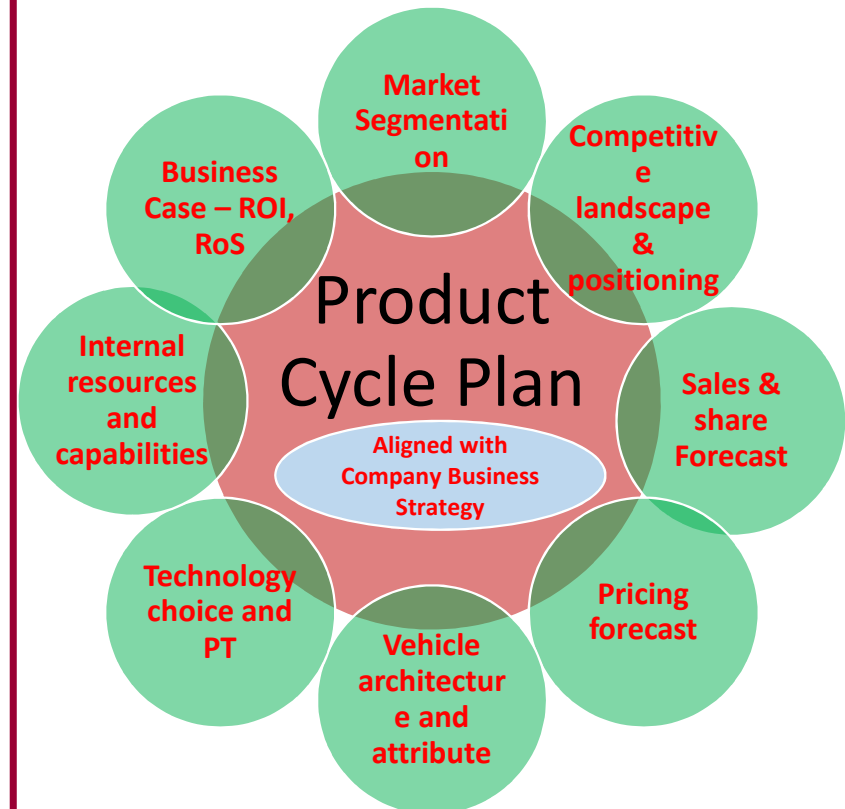 Market
Segmentati
on
Competitiv
e
landscape
&
positioning
Business
Case – ROI,
RoS
Product
Cycle Plan
Aligned with
Company Business
Strategy
Internal
resources
and
capabilities
Sales &
share
Forecast
Technology
choice and
PT
Pricing
forecast
Vehicle
architectur
e and
attribute